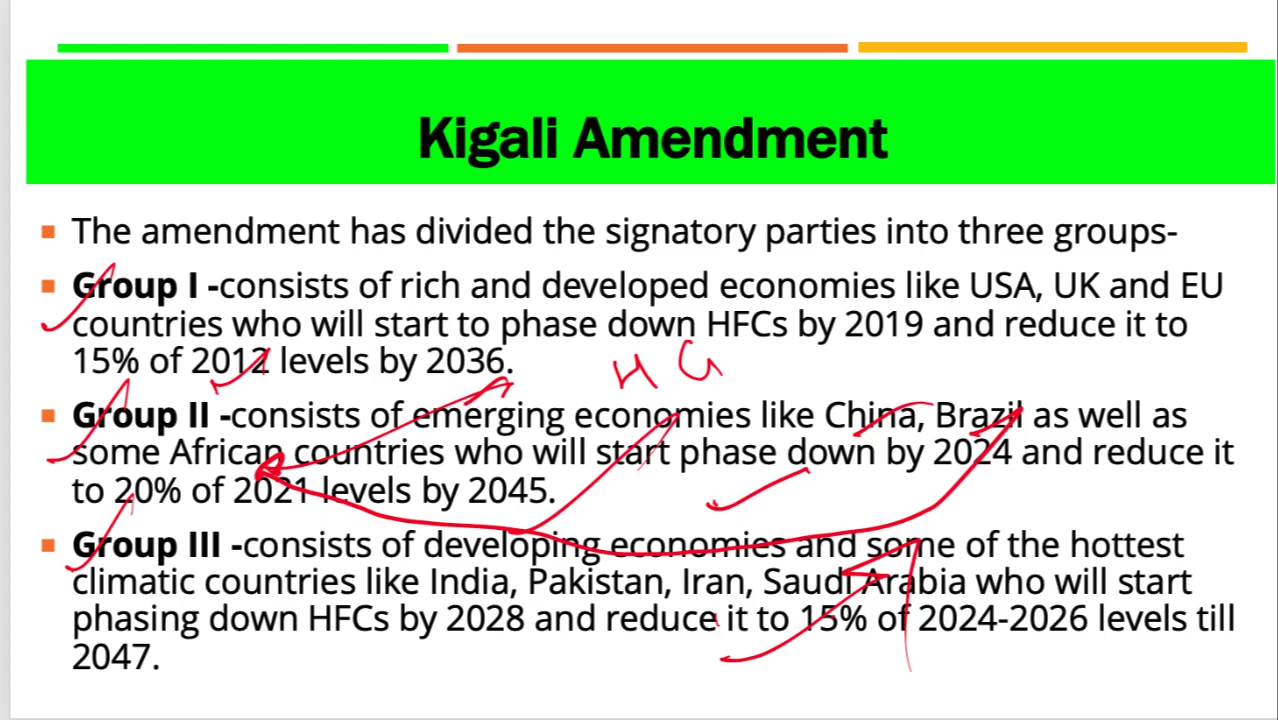 Kigali Amendment
The amendment has divided the signatory parties into three groups-
Group I -consists of rich and developed economies like USA, UK and EU
countries who will start to phase down HFCs by 2019 and reduce it to
15% of 2012 levels by 2036.
Group II -consists of emerging economies like China, Brazil as well as
some African countries who will start phase down by 2024 and reduce it
to 20% of 2021 levels by 2045.
Group III -consists of developing economies and some of the hottest
climatic countries like India, Pakistan, Iran, Saudi Arabia who will start
phasing down HFCs by 2028 and reduce it to 15% of 2024-2026 levels till
2047.